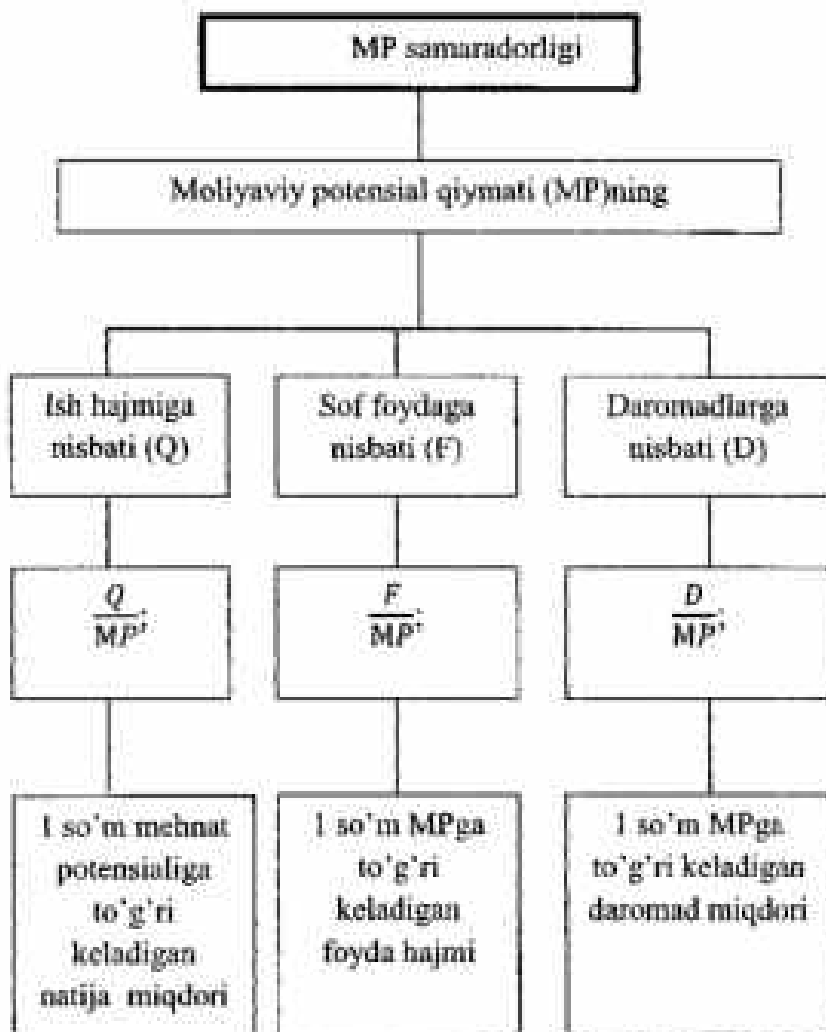 MP samaradorligi
Moliyaviy potensial qiymati (MP)ning
Ish hajmiga
nisbati (Q)
Sof foydaga
nisbati (F)
Daromadlarga
nisbati (D)
Q
MP;
F
MP;
D
MP;
1 so'm mehnat
potensialiga
to'g'ri
keladigan
natija miqdori
1 so'm MPga
to'g'ri
keladigan
foyda hajmi
1 so'm MPga
to'g'ri keladigan
daromad miqdori